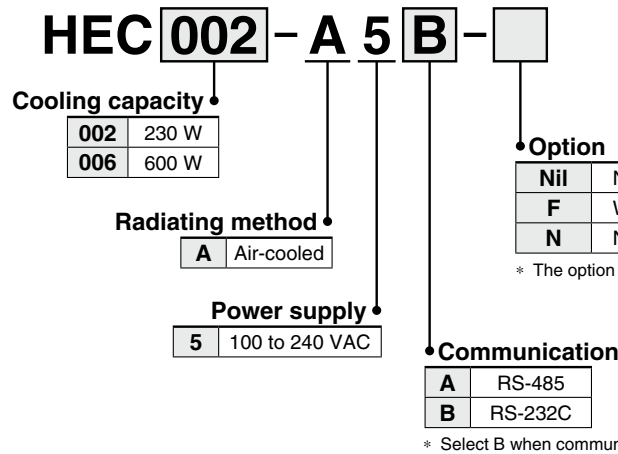 HEC 002 - A 5 B -
Cooling capacity
002 230 W
006 600 W
Option
Nil
F
N
* The option
Radiating method
A Air-cooled
Power supply
5 100 to 240 VAC
Communication
A RS-485
B RS-232C
* Select B when